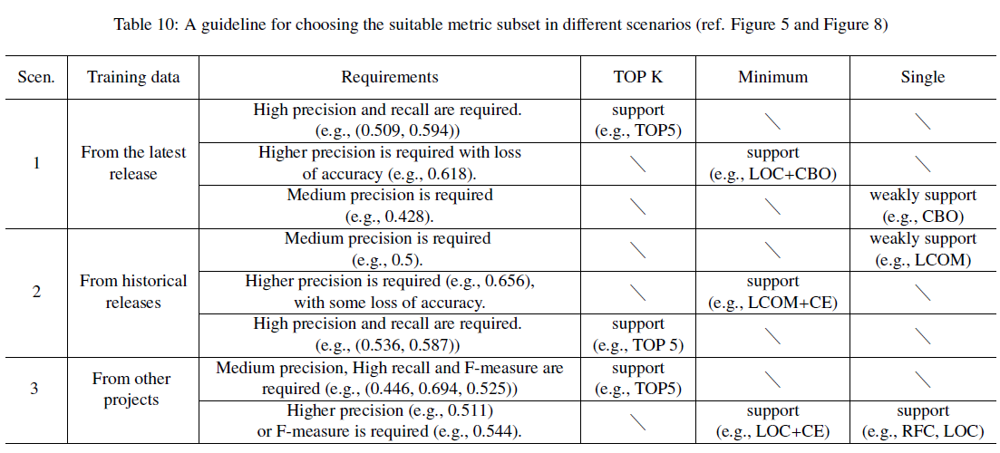 Table 10: A guideline for choosing the suitable metric subset in different scenarios (ref. Figure 5 and Figure 8)
Scen. Training data Requirements TOP K Minimum Single
1 From the latest release High precision and recall are required. (e.g., (0.509, 0.594)) support (e.g., TOP5) \ \
Higher precision is required with loss of accuracy (e.g., 0.618). \ support (e.g., LOC+CBO) \
Medium precision is required (e.g., 0.428). \ \ weakly support (e.g., CBO)
2 From historical releases Medium precision is required (e.g., 0.5). \ \ weakly support (e.g., LCOM)
Higher precision is required (e.g., 0.656), with some loss of accuracy. \ support (e.g., LCOM+CE) \
High precision and recall are required. (e.g., (0.536, 0.587)) support (e.g., TOP 5) \ \
3 From other projects Medium precision, High recall and F-measure are required (e.g., (0.446, 0.694, 0.525)) support (e.g., TOP5) \ \
Higher precision (e.g., 0.511) or F-measure is required (e.g., 0.544). \ support (e.g., LOC+CE) support (e.g., RFC, LOC)